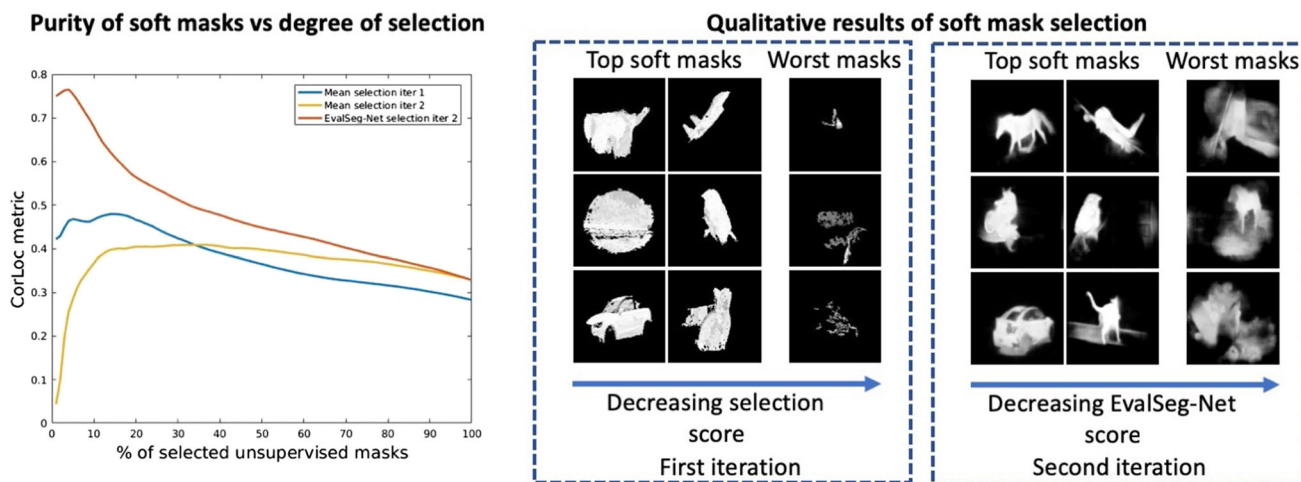 Purity of soft masks vs degree of selection
0.8
0.7
0.6
0.5
0.4
0.3
0.2
0.1
0
CorLoc metric
Mean selection iter 1
Mean selection iter 2
EvalSeg-Net selection iter 2
0 10 20 30 40 50 60 70 80 90 100
% of selected unsupervised masks
Qualitative results of soft mask selection
Top soft masks Worst masks
Decreasing selection
score
First iteration
Top soft masks Worst masks
Decreasing EvalSeg-Net
score
Second iteration